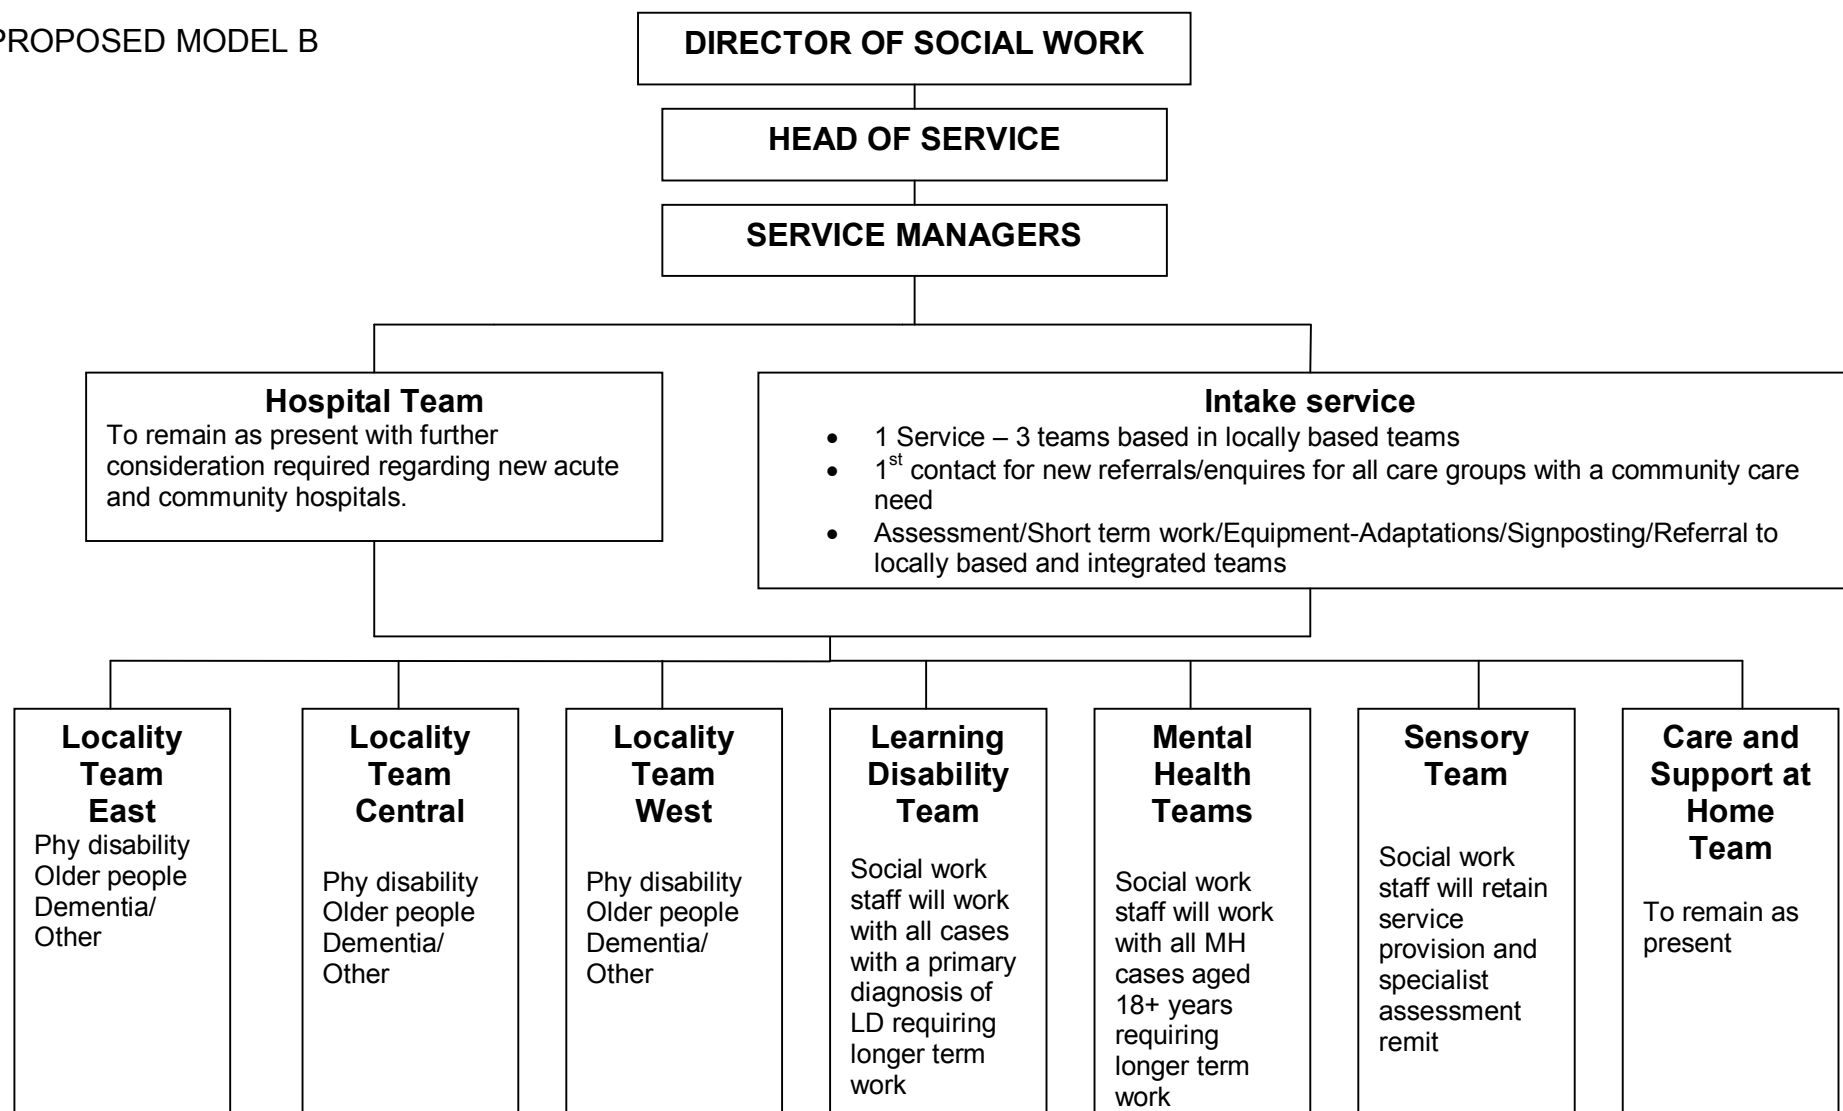 PROPOSED MODEL B
DIRECTOR OF SOCIAL WORK
HEAD OF SERVICE
SERVICE MANAGERS
Hospital Team
To remain as present with further
consideration required regarding new acute
and community hospitals.
Intake service
• 1 Service – 3 teams based in locally based teams
• 1st contact for new referrals/enquires for all care groups with a community care
need
• Assessment/Short term work/Equipment-Adaptations/Signposting/Referral to
locally based and integrated teams
Locality
Team
East
Phy disability
Older people
Dementia/
Other
Locality
Team
Central
Phy disability
Older people
Dementia/
Other
Locality
Team
West
Phy disability
Older people
Dementia/
Other
Learning
Disability
Team
Social work
staff will work
with all cases
with a primary
diagnosis of
LD requiring
longer term
work
Mental
Health
Teams
Social work
staff will work
with all MH
cases aged
18+ years
requiring
longer term
work
Sensory
Team
Social work
staff will retain
service
provision and
specialist
assessment
remit
Care and
Support at
Home
Team
To remain as
present